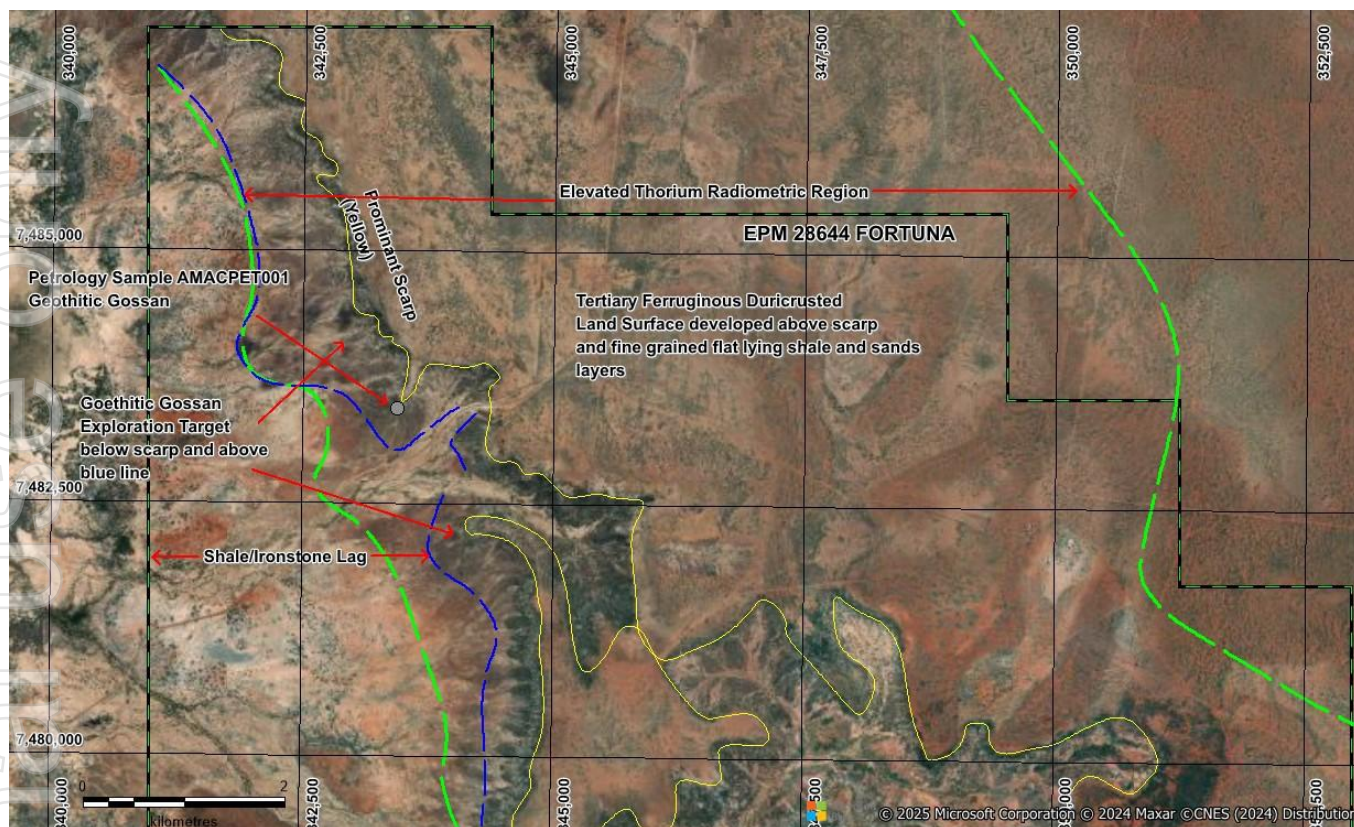 340,000
342,500
345,000
347,500
350,000
352,500
Elevated Thorium Radiometric Region
Prominant Scarp
(Yellow)
7,485,000
EPM 28644 FORTUNA
Petrology Sample AMACPET001
Geothitic Gossan
Tertiary Ferruginous Duricrusted
Land Surface developed above scarp
and fine grained flat lying shale and sands
layers
Goethitic Gossan
Exploration Target
below scarp and above
blue line
7,482,500
Shale/Ironstone Lag
7,480,000
0
2
kilometres
340,000
342,500
345,000
© 2025 Microsoft Corporation © 2024 Maxar ©CNES (2024) Distribution